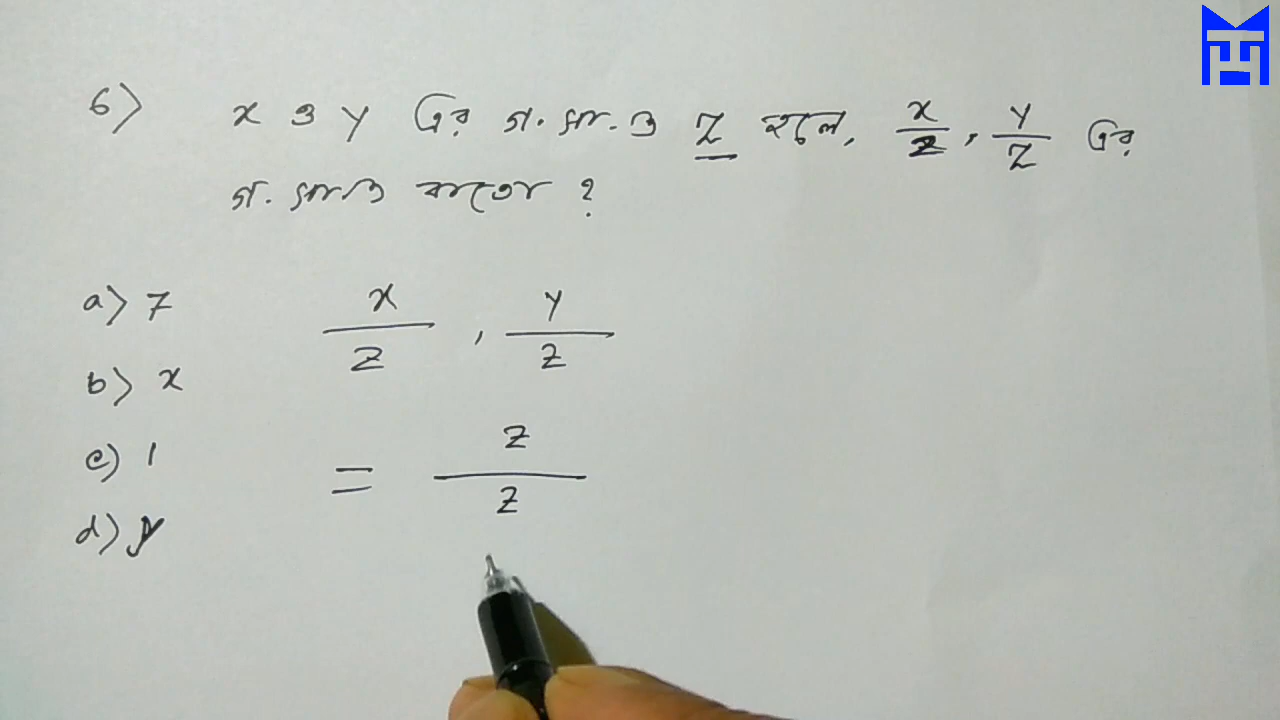 6) x ও y এর গ. সা. গু z হলে, x/z, y/z এর
গ. সা. গু কতো ?
a) z
b) x
c) 1
d) y
x/z , y/z
= z/z